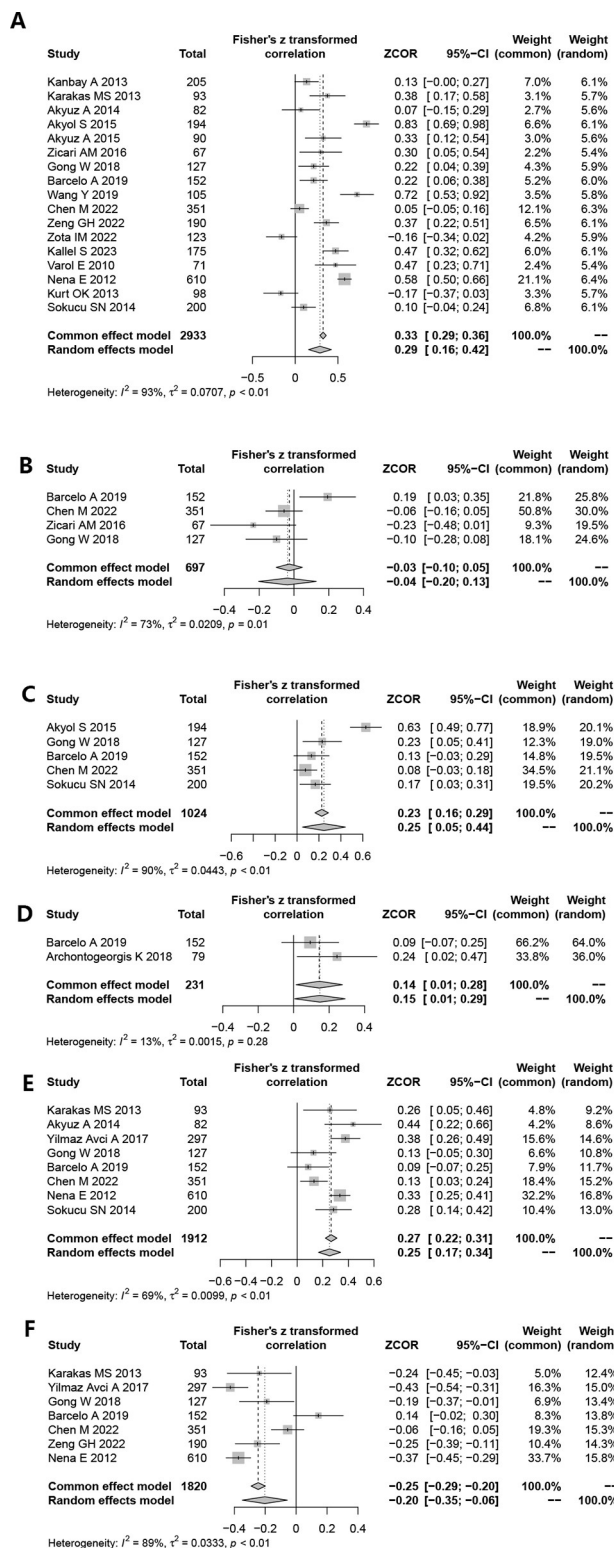 A
Fisher's z transformed Weight Weight
Study Total correlation ZCOR 95%−CI (common) (random)
Kanbay A 2013 205 0.13 [−0.00; 0.27] 7.0% 6.1%
Karakas MS 2013 93 0.38 [ 0.17; 0.58] 3.1% 5.7%
Akyuz A 2014 82 0.07 [−0.15; 0.29] 2.7% 5.6%
Akyol S 2015 194 0.83 [ 0.69; 0.98] 6.6% 6.1%
Akyuz A 2015 90 0.33 [ 0.12; 0.54] 3.0% 5.6%
Zicari AM 2016 67 0.30 [ 0.05; 0.54] 2.2% 5.4%
Gong W 2018 127 0.22 [ 0.04; 0.39] 4.3% 5.9%
Barcelo A 2019 152 0.22 [ 0.06; 0.38] 5.2% 6.0%
Wang Y 2019 105 0.72 [ 0.53; 0.92] 3.5% 5.8%
Chen M 2022 351 0.05 [−0.05; 0.16] 12.1% 6.3%
Zeng GH 2022 190 0.37 [ 0.22; 0.51] 6.5% 6.1%
Zota IM 2022 123 −0.16 [−0.34; 0.02] 4.2% 5.9%
Kallel S 2023 175 0.47 [ 0.32; 0.62] 6.0% 6.1%
Varol E 2010 71 0.47 [ 0.23; 0.71] 2.4% 5.4%
Nena E 2012 610 0.58 [ 0.50; 0.66] 21.1% 6.4%
Kurt OK 2013 98 −0.17 [−0.37; 0.03] 3.3% 5.7%
Sokucu SN 2014 200 0.10 [−0.04; 0.24] 6.8% 6.1%
Common effect model 2933 0.33 [ 0.29; 0.36] 100.0% −−
Random effects model 0.29 [ 0.16; 0.42] −− 100.0%
−0.5 0 0.5
Heterogeneity: I² = 93%, τ² = 0.0707, p < 0.01
B
Fisher's z transformed Weight Weight
Study Total correlation ZCOR 95%−CI (common) (random)
Barcelo A 2019 152 0.19 [ 0.03; 0.35] 21.8% 25.8%
Chen M 2022 351 −0.06 [−0.16; 0.05] 50.8% 30.0%
Zicari AM 2016 67 −0.23 [−0.48; 0.01] 9.3% 19.5%
Gong W 2018 127 −0.10 [−0.28; 0.08] 18.1% 24.6%
Common effect model 697 −0.03 [−0.10; 0.05] 100.0% −−
Random effects model −0.04 [−0.20; 0.13] −− 100.0%
−0.4 −0.2 0 0.2 0.4
Heterogeneity: I² = 73%, τ² = 0.0209, p = 0.01
C
Fisher's z transformed Weight Weight
Study Total correlation ZCOR 95%−CI (common) (random)
Akyol S 2015 194 0.63 [ 0.49; 0.77] 18.9% 20.1%
Gong W 2018 127 0.23 [ 0.05; 0.41] 12.3% 19.0%
Barcelo A 2019 152 0.13 [−0.03; 0.29] 14.8% 19.5%
Chen M 2022 351 0.08 [−0.03; 0.18] 34.5% 21.1%
Sokucu SN 2014 200 0.17 [ 0.03; 0.31] 19.5% 20.2%
Common effect model 1024 0.23 [ 0.16; 0.29] 100.0% −−
Random effects model 0.25 [ 0.05; 0.44] −− 100.0%
−0.6 −0.4 −0.2 0 0.2 0.4 0.6
Heterogeneity: I² = 90%, τ² = 0.0443, p < 0.01
D
Fisher's z transformed Weight Weight
Study Total correlation ZCOR 95%−CI (common) (random)
Barcelo A 2019 152 0.09 [−0.07; 0.25] 66.2% 64.0%
Archontogeorgis K 2018 79 0.24 [ 0.02; 0.47] 33.8% 36.0%
Common effect model 231 0.14 [ 0.01; 0.28] 100.0% −−
Random effects model 0.15 [ 0.01; 0.29] −− 100.0%
−0.4 −0.2 0 0.2 0.4
Heterogeneity: I² = 13%, τ² = 0.0015, p = 0.28
E
Fisher's z transformed Weight Weight
Study Total correlation ZCOR 95%−CI (common) (random)
Karakas MS 2013 93 0.26 [ 0.05; 0.46] 4.8% 9.2%
Akyuz A 2014 82 0.44 [ 0.22; 0.66] 4.2% 8.6%
Yilmaz Avci A 2017 297 0.38 [ 0.26; 0.49] 15.6% 14.6%
Gong W 2018 127 0.13 [−0.05; 0.30] 6.6% 10.8%
Barcelo A 2019 152 0.09 [−0.07; 0.25] 7.9% 11.7%
Chen M 2022 351 0.13 [ 0.03; 0.24] 18.4% 15.2%
Nena E 2012 610 0.33 [ 0.25; 0.41] 32.2% 16.8%
Sokucu SN 2014 200 0.28 [ 0.14; 0.42] 10.4% 13.0%
Common effect model 1912 0.27 [ 0.22; 0.31] 100.0% −−
Random effects model 0.25 [ 0.17; 0.34] −− 100.0%
−0.6 −0.4 −0.2 0 0.2 0.4 0.6
Heterogeneity: I² = 69%, τ² = 0.0099, p < 0.01
F
Fisher's z transformed Weight Weight
Study Total correlation ZCOR 95%−CI (common) (random)
Karakas MS 2013 93 −0.24 [−0.45; −0.03] 5.0% 12.4%
Yilmaz Avci A 2017 297 −0.43 [−0.54; −0.31] 16.3% 15.0%
Gong W 2018 127 −0.19 [−0.37; −0.01] 6.9% 13.4%
Barcelo A 2019 152 0.14 [−0.02; 0.30] 8.3% 13.8%
Chen M 2022 351 −0.06 [−0.16; 0.05] 19.3% 15.3%
Zeng GH 2022 190 −0.25 [−0.39; −0.11] 10.4% 14.3%
Nena E 2012 610 −0.37 [−0.45; −0.29] 33.7% 15.8%
Common effect model 1820 −0.25 [−0.29; −0.20] 100.0% −−
Random effects model −0.20 [−0.35; −0.06] −− 100.0%
−0.4 −0.2 0 0.2 0.4
Heterogeneity: I² = 89%, τ² = 0.0333, p < 0.01